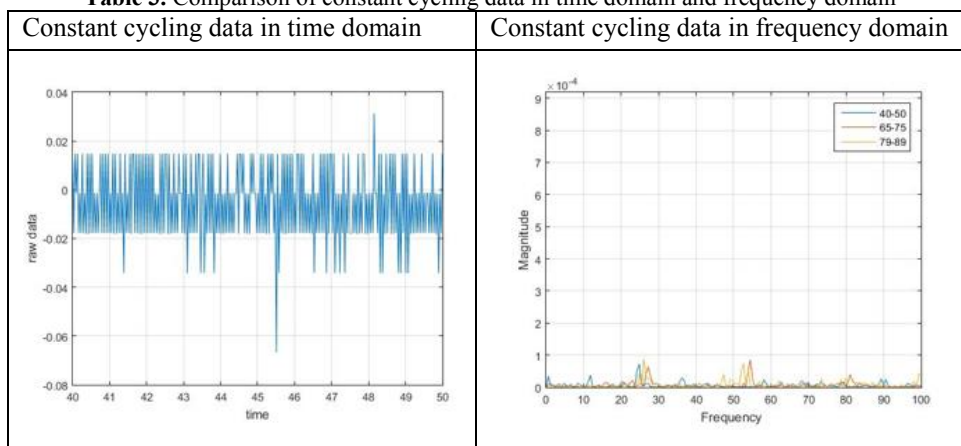 Table 3. Comparison of constant cycling data in time domain and frequency domain
Constant cycling data in time domain
Constant cycling data in frequency domain
0.04
0.02
0
-0.02
-0.04
-0.06
-0.08
raw data
40 41 42 43 44 45 46 47 48 49 50
time
×10⁻⁴
9
8
7
6
5
4
3
2
1
0
Magnitude
40-50
65-75
79-89
0 10 20 30 40 50 60 70 80 90 100
Frequency